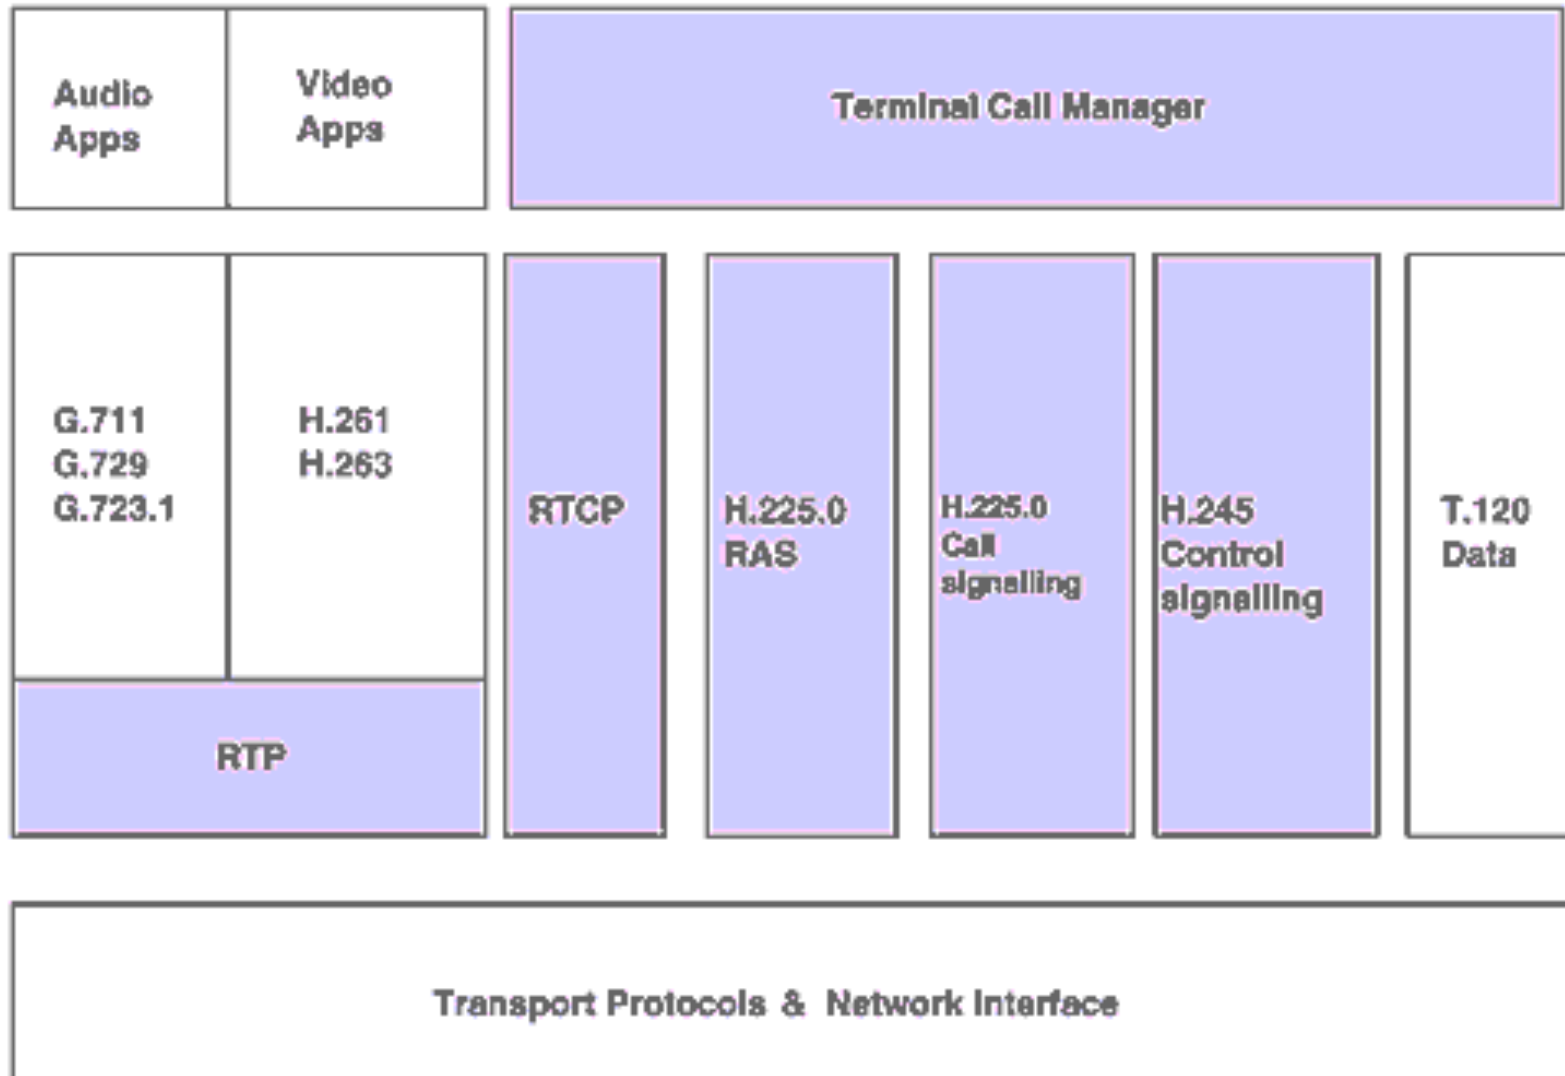 Audio
Apps
Video
Apps
Terminal Call Manager
G.711
G.729
G.723.1
H.261
H.263
RTCP
H.225.0
RAS
H.225.0
Call
signalling
H.245
Control
signalling
T.120
Data
RTP
Transport Protocols & Network Interface